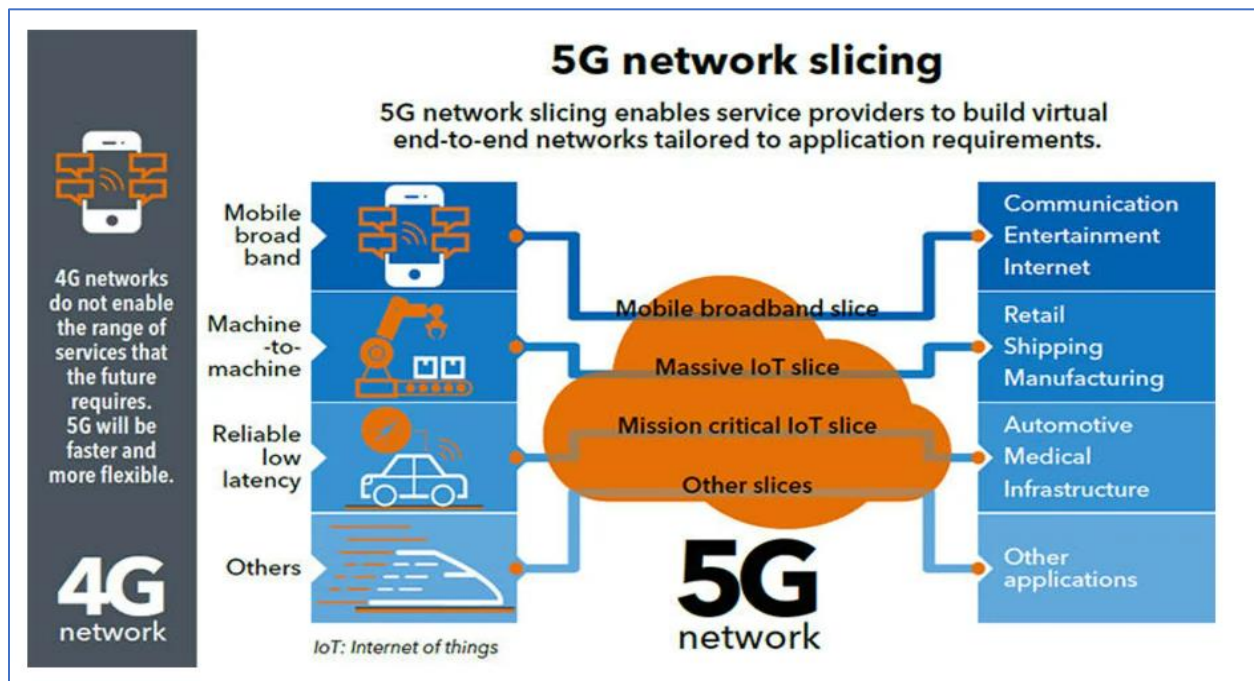 5G network slicing
5G network slicing enables service providers to build virtual
end-to-end networks tailored to application requirements.
4G networks
do not enable
the range of
services that
the future
requires.
5G will be
faster and
more flexible.
4G
network
Mobile
broad
band
Machine
-to-
machine
Reliable
low
latency
Others
Mobile broadband slice
Massive IoT slice
Mission critical IoT slice
Other slices
5G
network
Communication
Entertainment
Internet
Retail
Shipping
Manufacturing
Automotive
Medical
Infrastructure
Other
applications
IoT: Internet of things